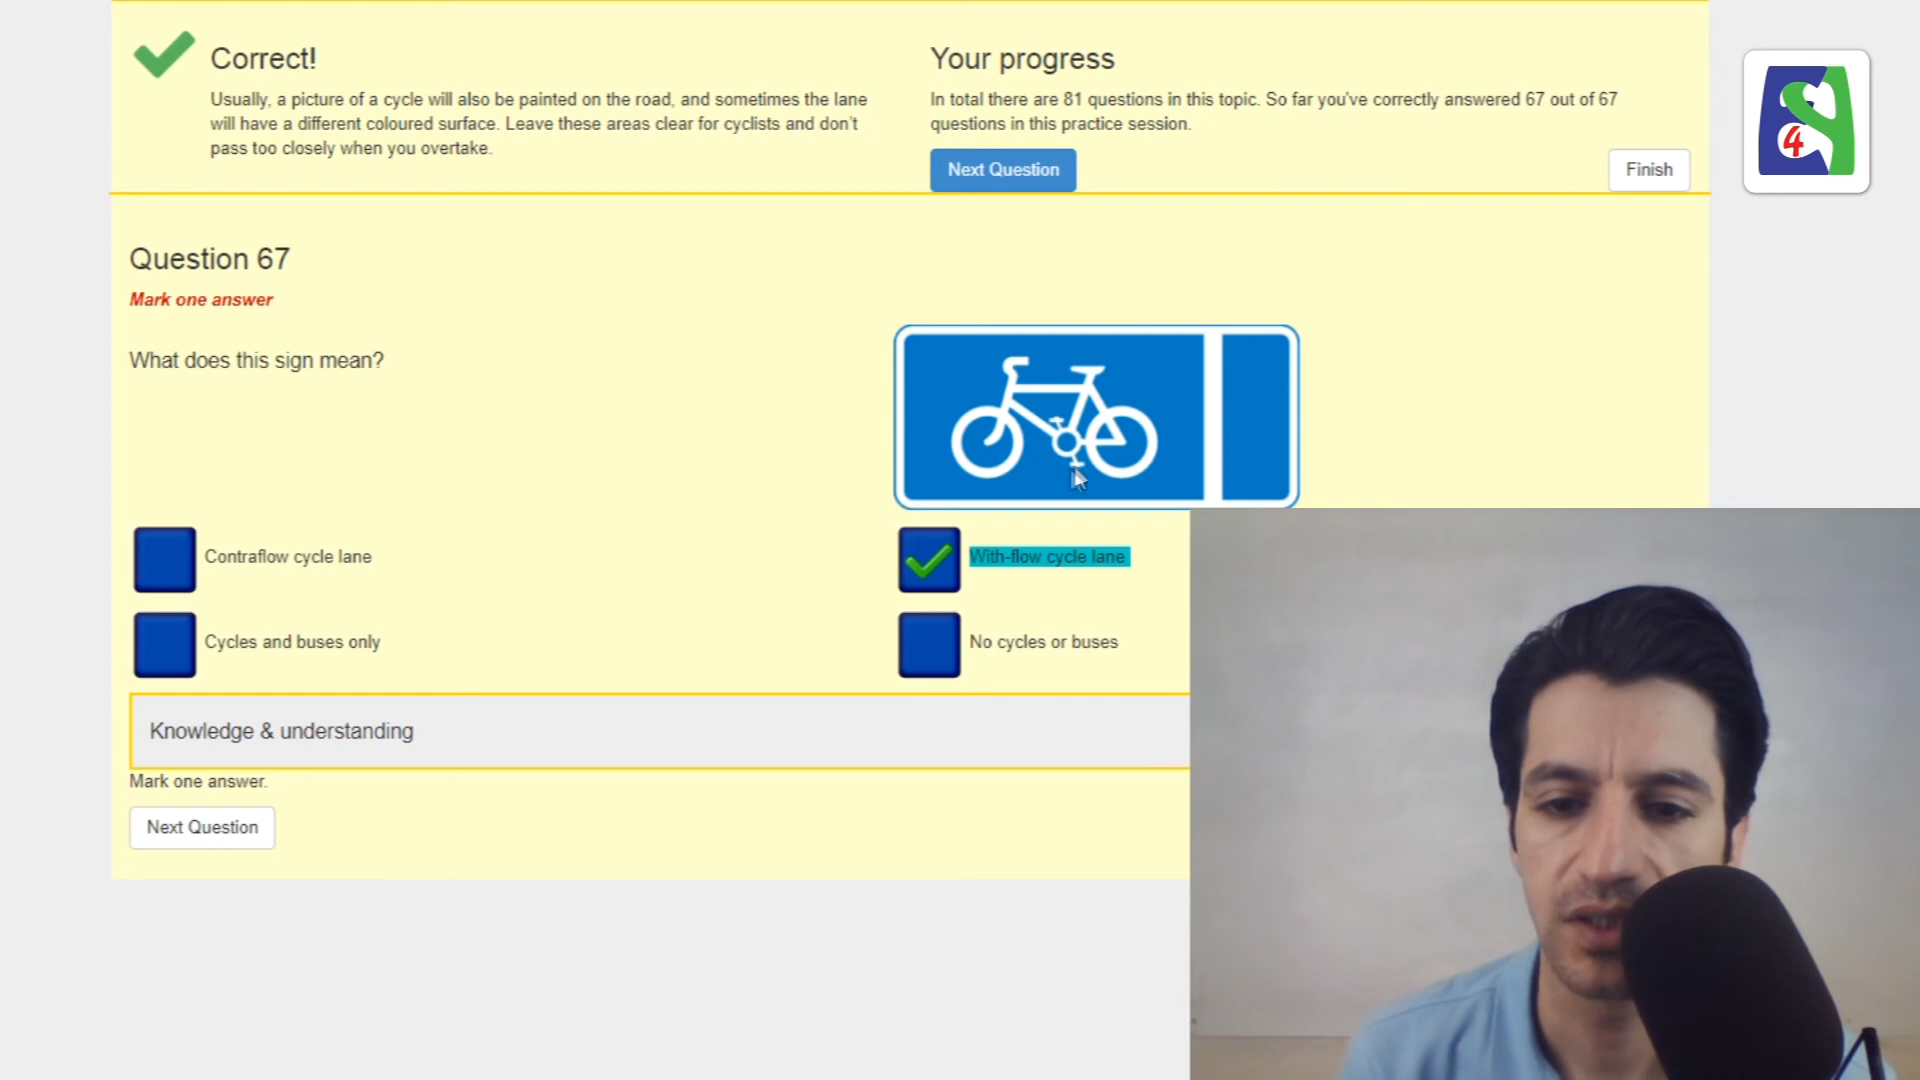 Correct!
Usually, a picture of a cycle will also be painted on the road, and sometimes the lane
will have a different coloured surface. Leave these areas clear for cyclists and don't
pass too closely when you overtake.
Your progress
In total there are 81 questions in this topic. So far you've correctly answered 67 out of 67
questions in this practice session.
Next Question
Finish
4
Question 67
Mark one answer
What does this sign mean?
Contraflow cycle lane
With-flow cycle lane
Cycles and buses only
No cycles or buses
Knowledge & understanding
Mark one answer.
Next Question